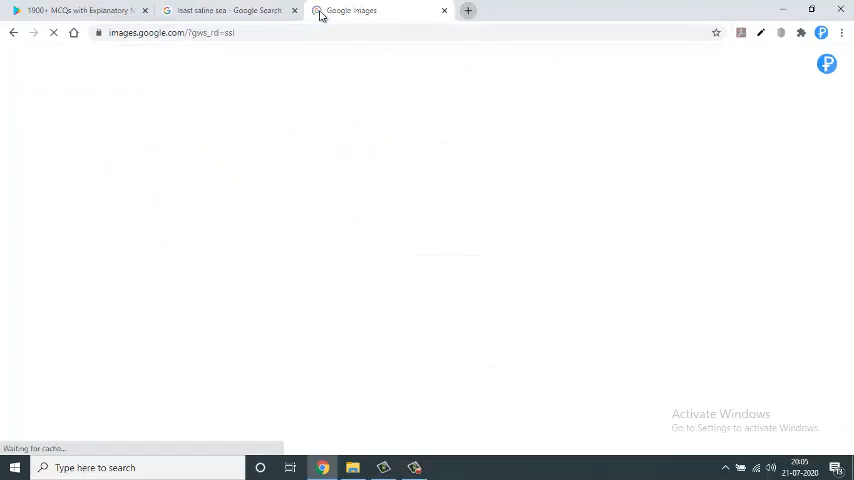 1900+ MCQs with Explanatory N
least saline sea - Google Search
Google Images
images.google.com/?gws_rd=ssl
Activate Windows
Go to Settings to activate Windows.
Waiting for cache...
Type here to search
20:05
21-07-2020